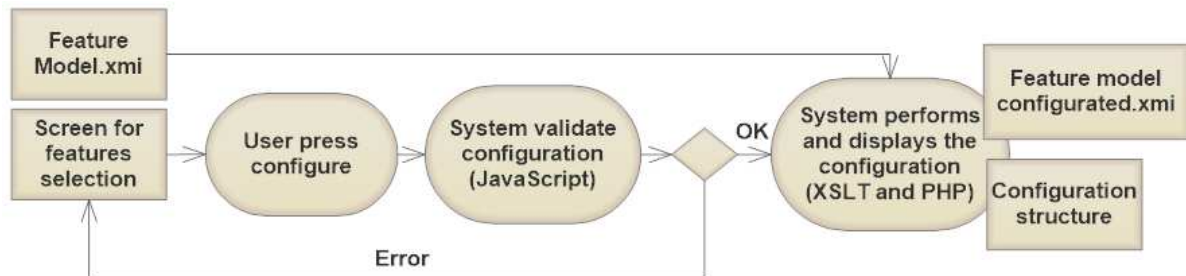 Feature
Model.xmi
Screen for
features
selection
User press
configure
System validate
configuration
(JavaScript)
OK
System performs
and displays the
configuration
(XSLT and PHP)
Feature model
configurated.xmi
Configuration
structure
Error